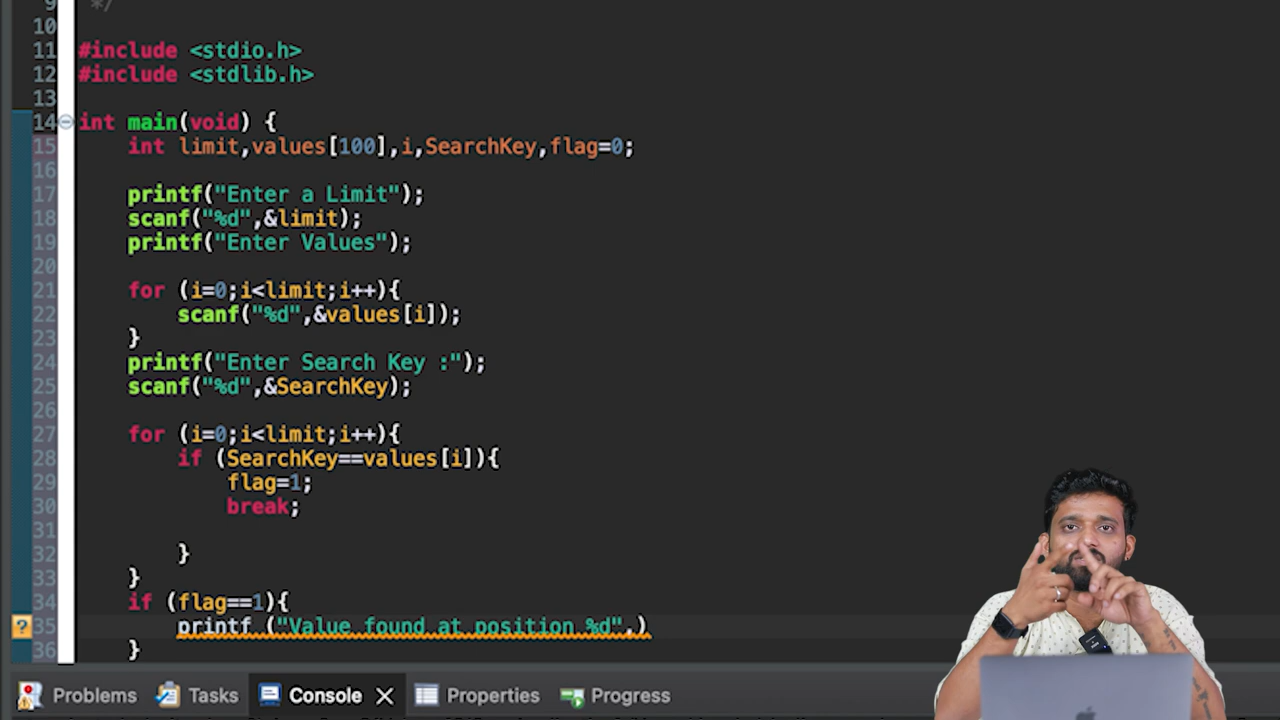 9 */
10
11 #include <stdio.h>
12 #include <stdlib.h>
13
14 int main(void) {
15 int limit,values[100],i,SearchKey,flag=0;
16
17 printf("Enter a Limit");
18 scanf("%d",&limit);
19 printf("Enter Values");
20
21 for (i=0;i<limit;i++){
22 scanf("%d",&values[i]);
23 }
24 printf("Enter Search Key :");
25 scanf("%d",&SearchKey);
26
27 for (i=0;i<limit;i++){
28 if (SearchKey==values[i]){
29 flag=1;
30 break;
31
32 }
33 }
34 if (flag==1){
? 35 printf ("Value found at position %d",)
36 }
Problems Tasks Console Properties Progress